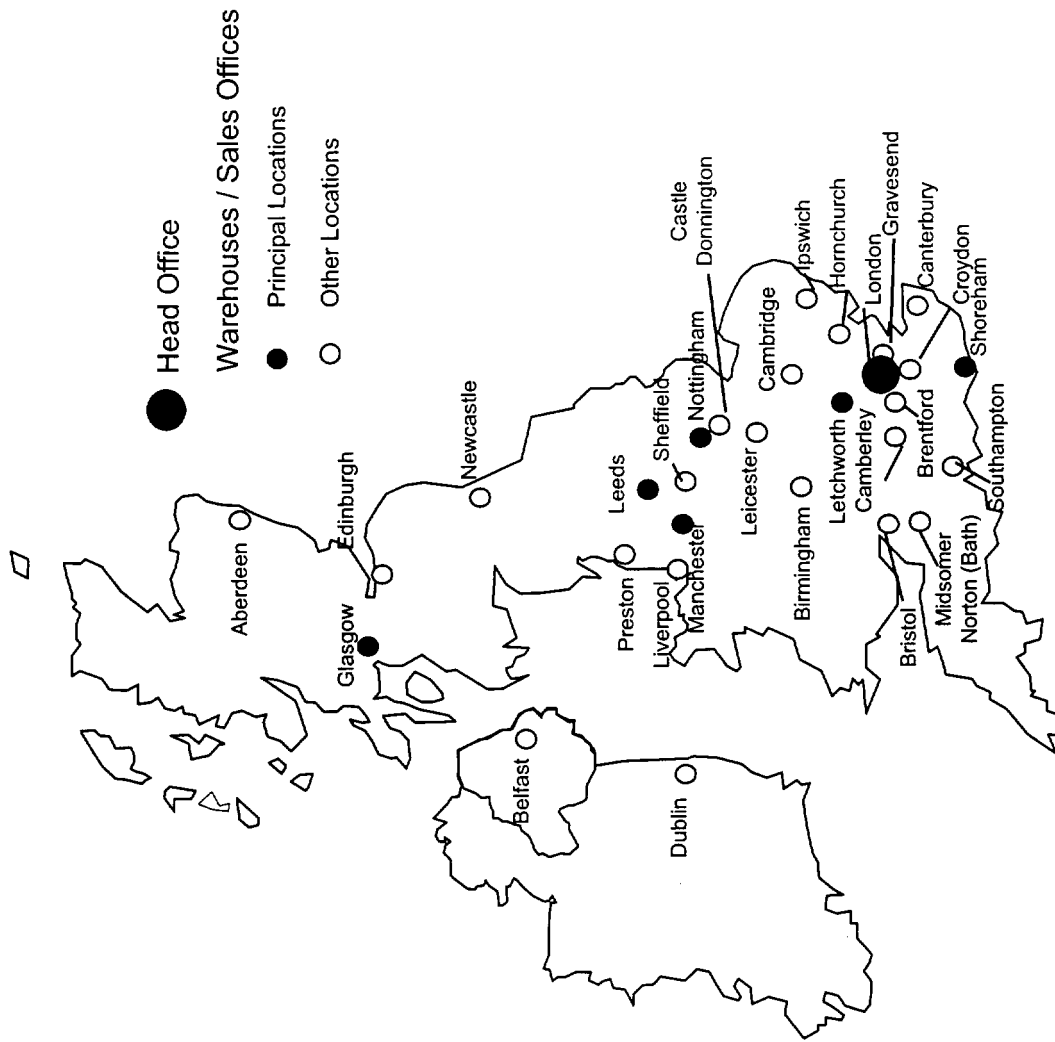 Head Office
Warehouses / Sales Offices
Principal Locations
Other Locations
Aberdeen
Edinburgh
Glasgow
Newcastle
Belfast
Dublin
Preston
Liverpool
Manchester
Leeds
Sheffield
Nottingham
Castle
Donnington
Leicester
Birmingham
Cambridge
Ipswich
Hornchurch
London
Gravesend
Canterbury
Croydon
Shoreham
Letchworth
Camberley
Brentford
Southampton
Bristol
Midsomer
Norton (Bath)